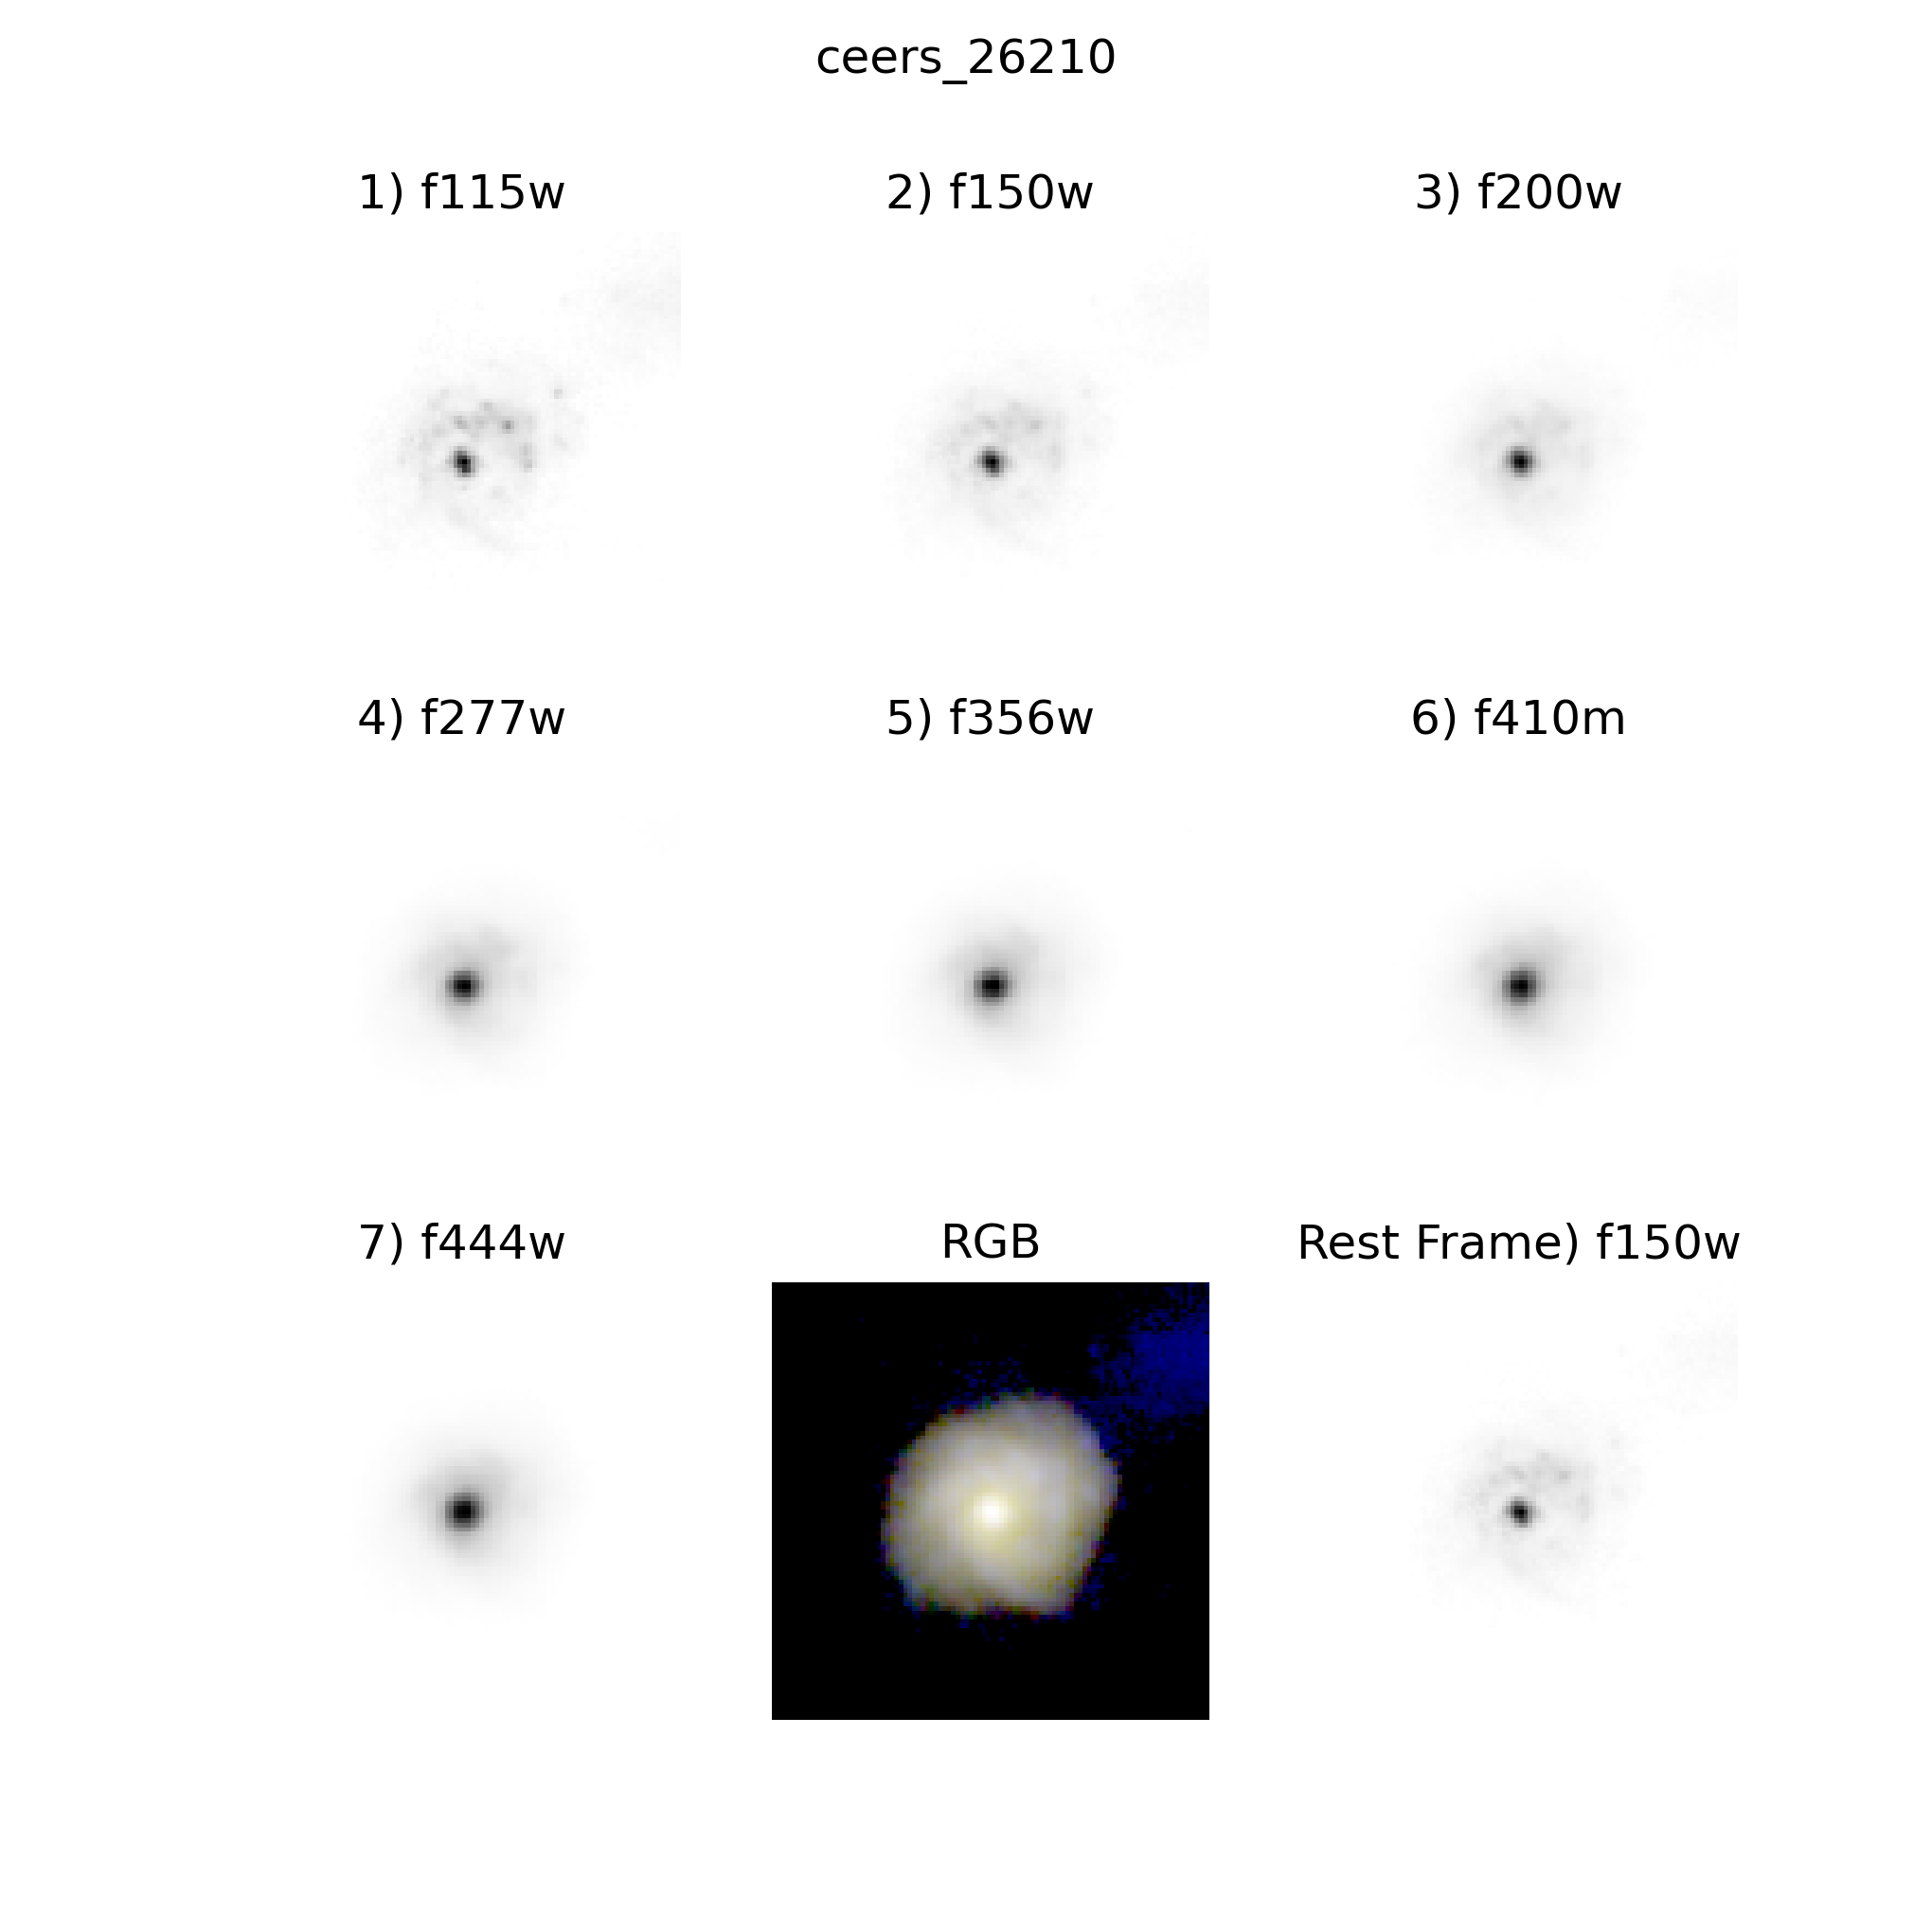 ceers_26210
1) f115w
2) f150w
3) f200w
4) f277w
5) f356w
6) f410m
7) f444w
RGB
Rest Frame) f150w